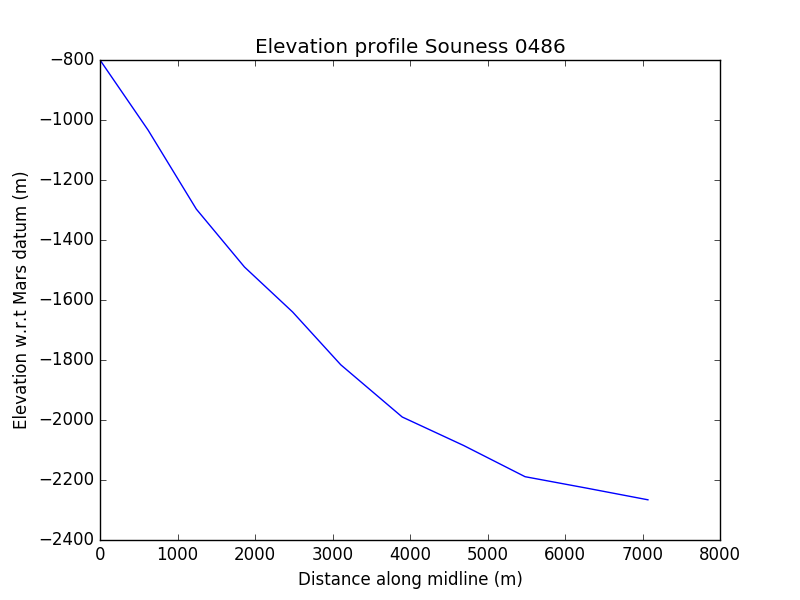 Elevation profile Souness 0486
−800
−1000
−1200
−1400
−1600
−1800
−2000
−2200
−2400
Elevation w.r.t Mars datum (m)
0 1000 2000 3000 4000 5000 6000 7000 8000
Distance along midline (m)